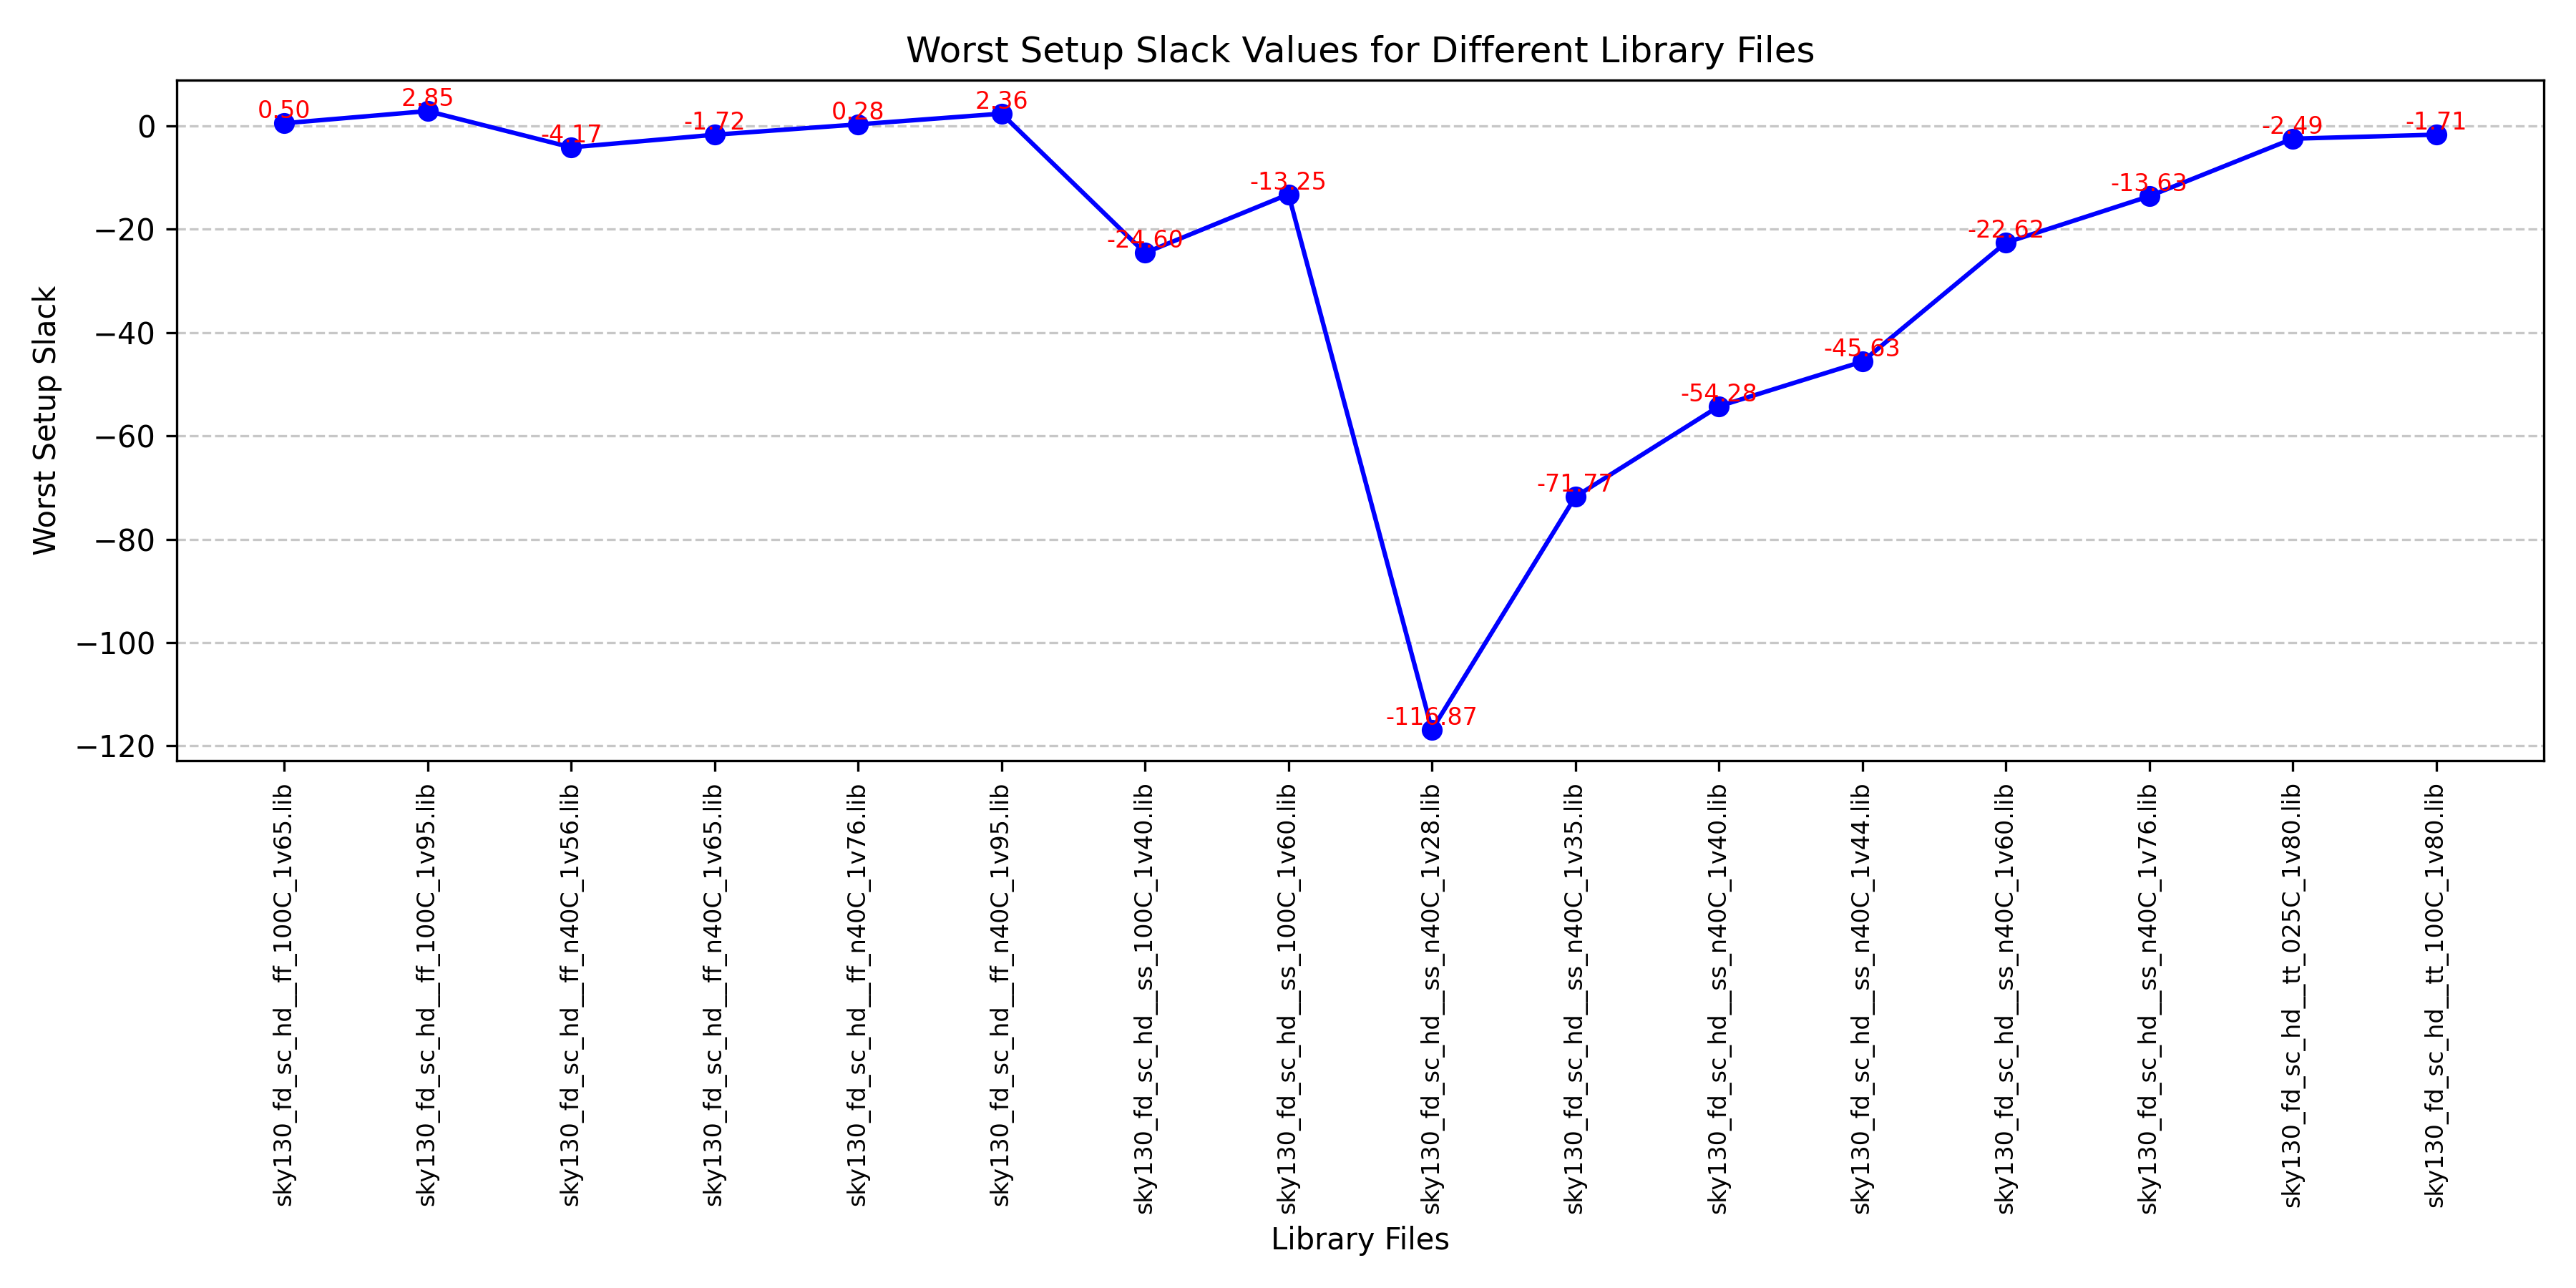 Worst Setup Slack Values for Different Library Files
Worst Setup Slack
0
−20
−40
−60
−80
−100
−120
0.50
2.85
-4.17
-1.72
0.28
2.36
-24.60
-13.25
-116.87
-71.77
-54.28
-45.63
-22.62
-13.63
-2.49
-1.71
sky130_fd_sc_hd__ff_100C_1v65.lib
sky130_fd_sc_hd__ff_100C_1v95.lib
sky130_fd_sc_hd__ff_n40C_1v56.lib
sky130_fd_sc_hd__ff_n40C_1v65.lib
sky130_fd_sc_hd__ff_n40C_1v76.lib
sky130_fd_sc_hd__ff_n40C_1v95.lib
sky130_fd_sc_hd__ss_100C_1v40.lib
sky130_fd_sc_hd__ss_100C_1v60.lib
sky130_fd_sc_hd__ss_n40C_1v28.lib
sky130_fd_sc_hd__ss_n40C_1v35.lib
sky130_fd_sc_hd__ss_n40C_1v40.lib
sky130_fd_sc_hd__ss_n40C_1v44.lib
sky130_fd_sc_hd__ss_n40C_1v60.lib
sky130_fd_sc_hd__ss_n40C_1v76.lib
sky130_fd_sc_hd__tt_025C_1v80.lib
sky130_fd_sc_hd__tt_100C_1v80.lib
Library Files